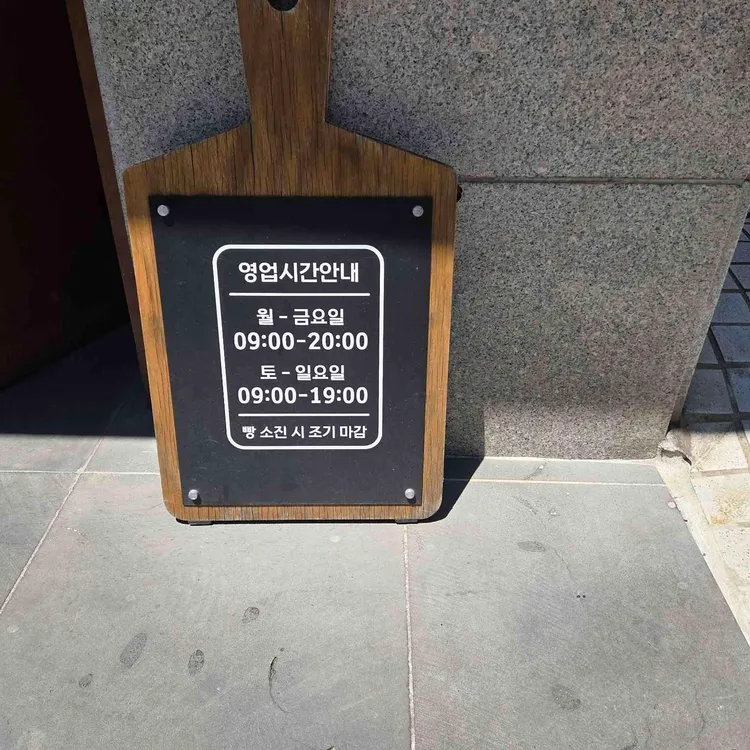 영업시간안내
월 - 금요일
09:00-20:00
토 - 일요일
09:00-19:00
빵 소진 시 조기 마감